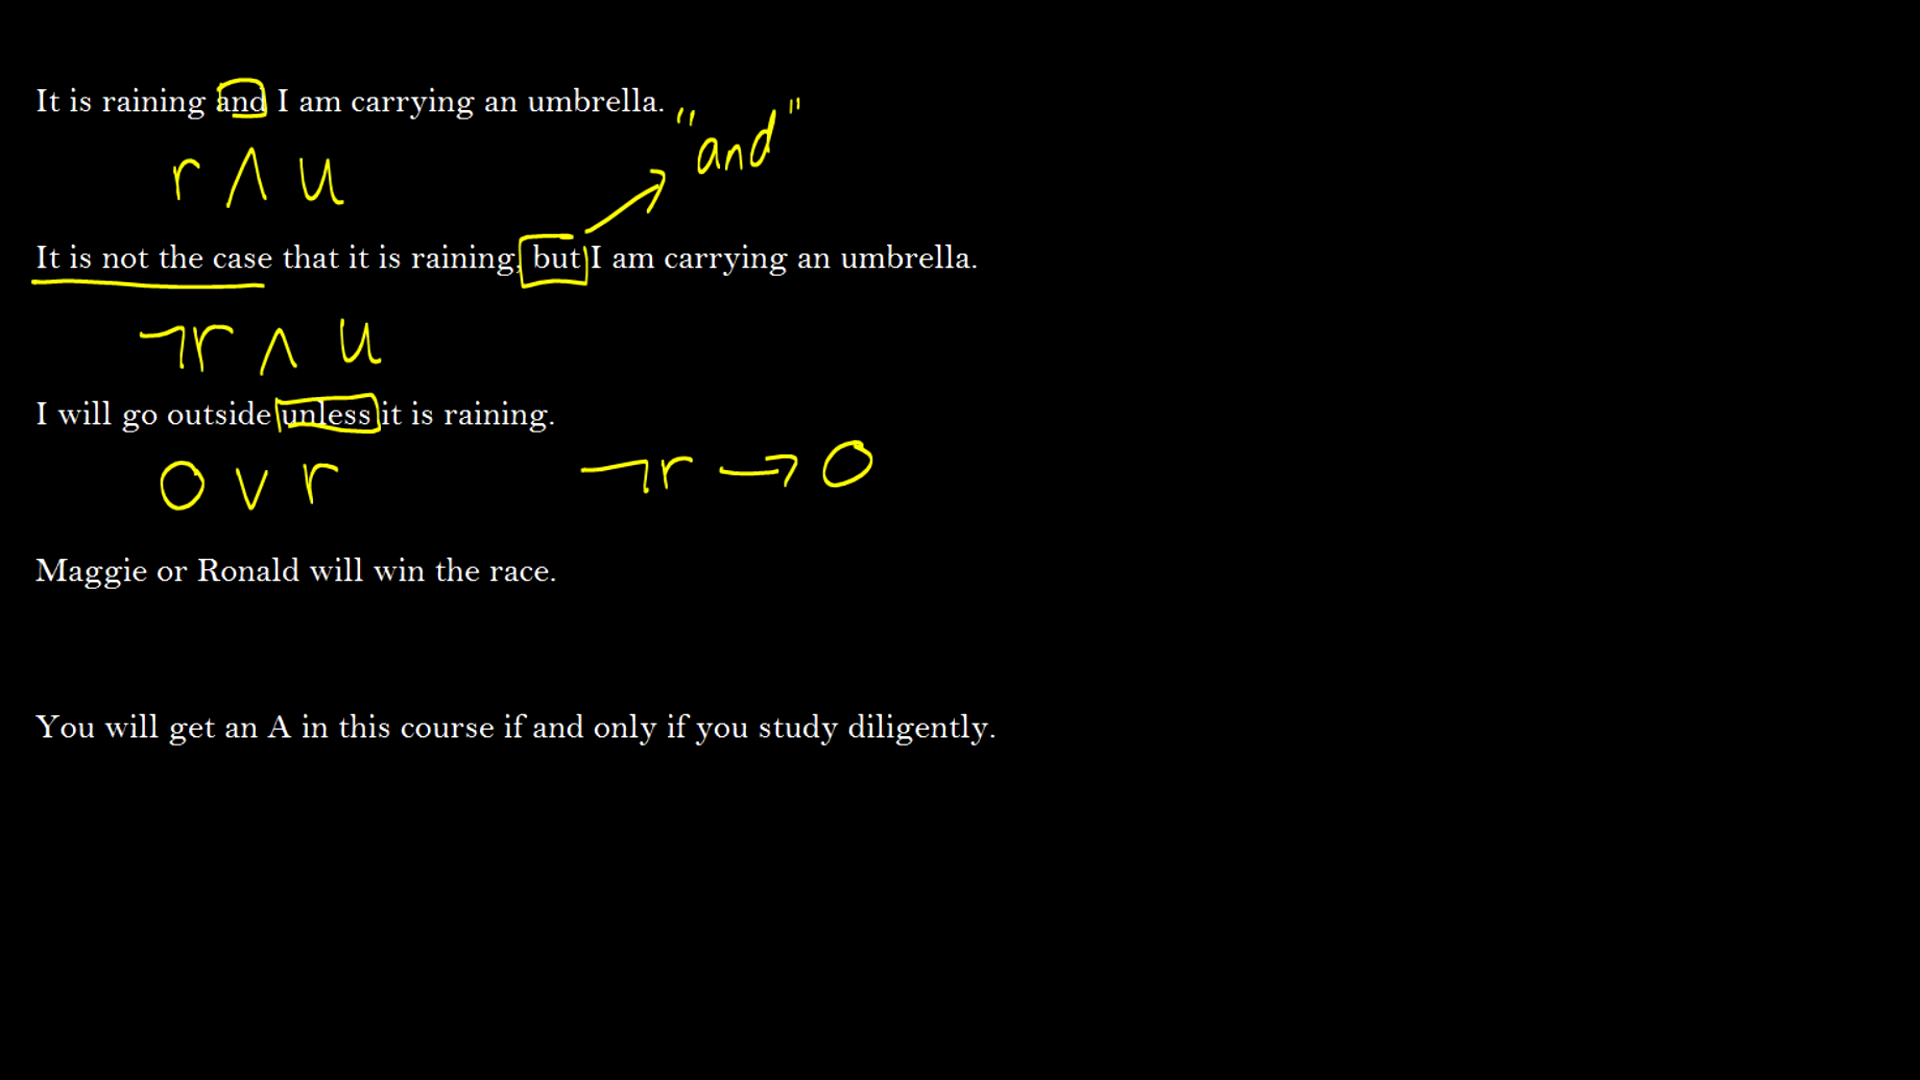 It is raining and I am carrying an umbrella.
"and"
r ∧ u
It is not the case that it is raining, but I am carrying an umbrella.
¬r ∧ u
I will go outside unless it is raining.
o ∨ r ¬r → o
Maggie or Ronald will win the race.
You will get an A in this course if and only if you study diligently.